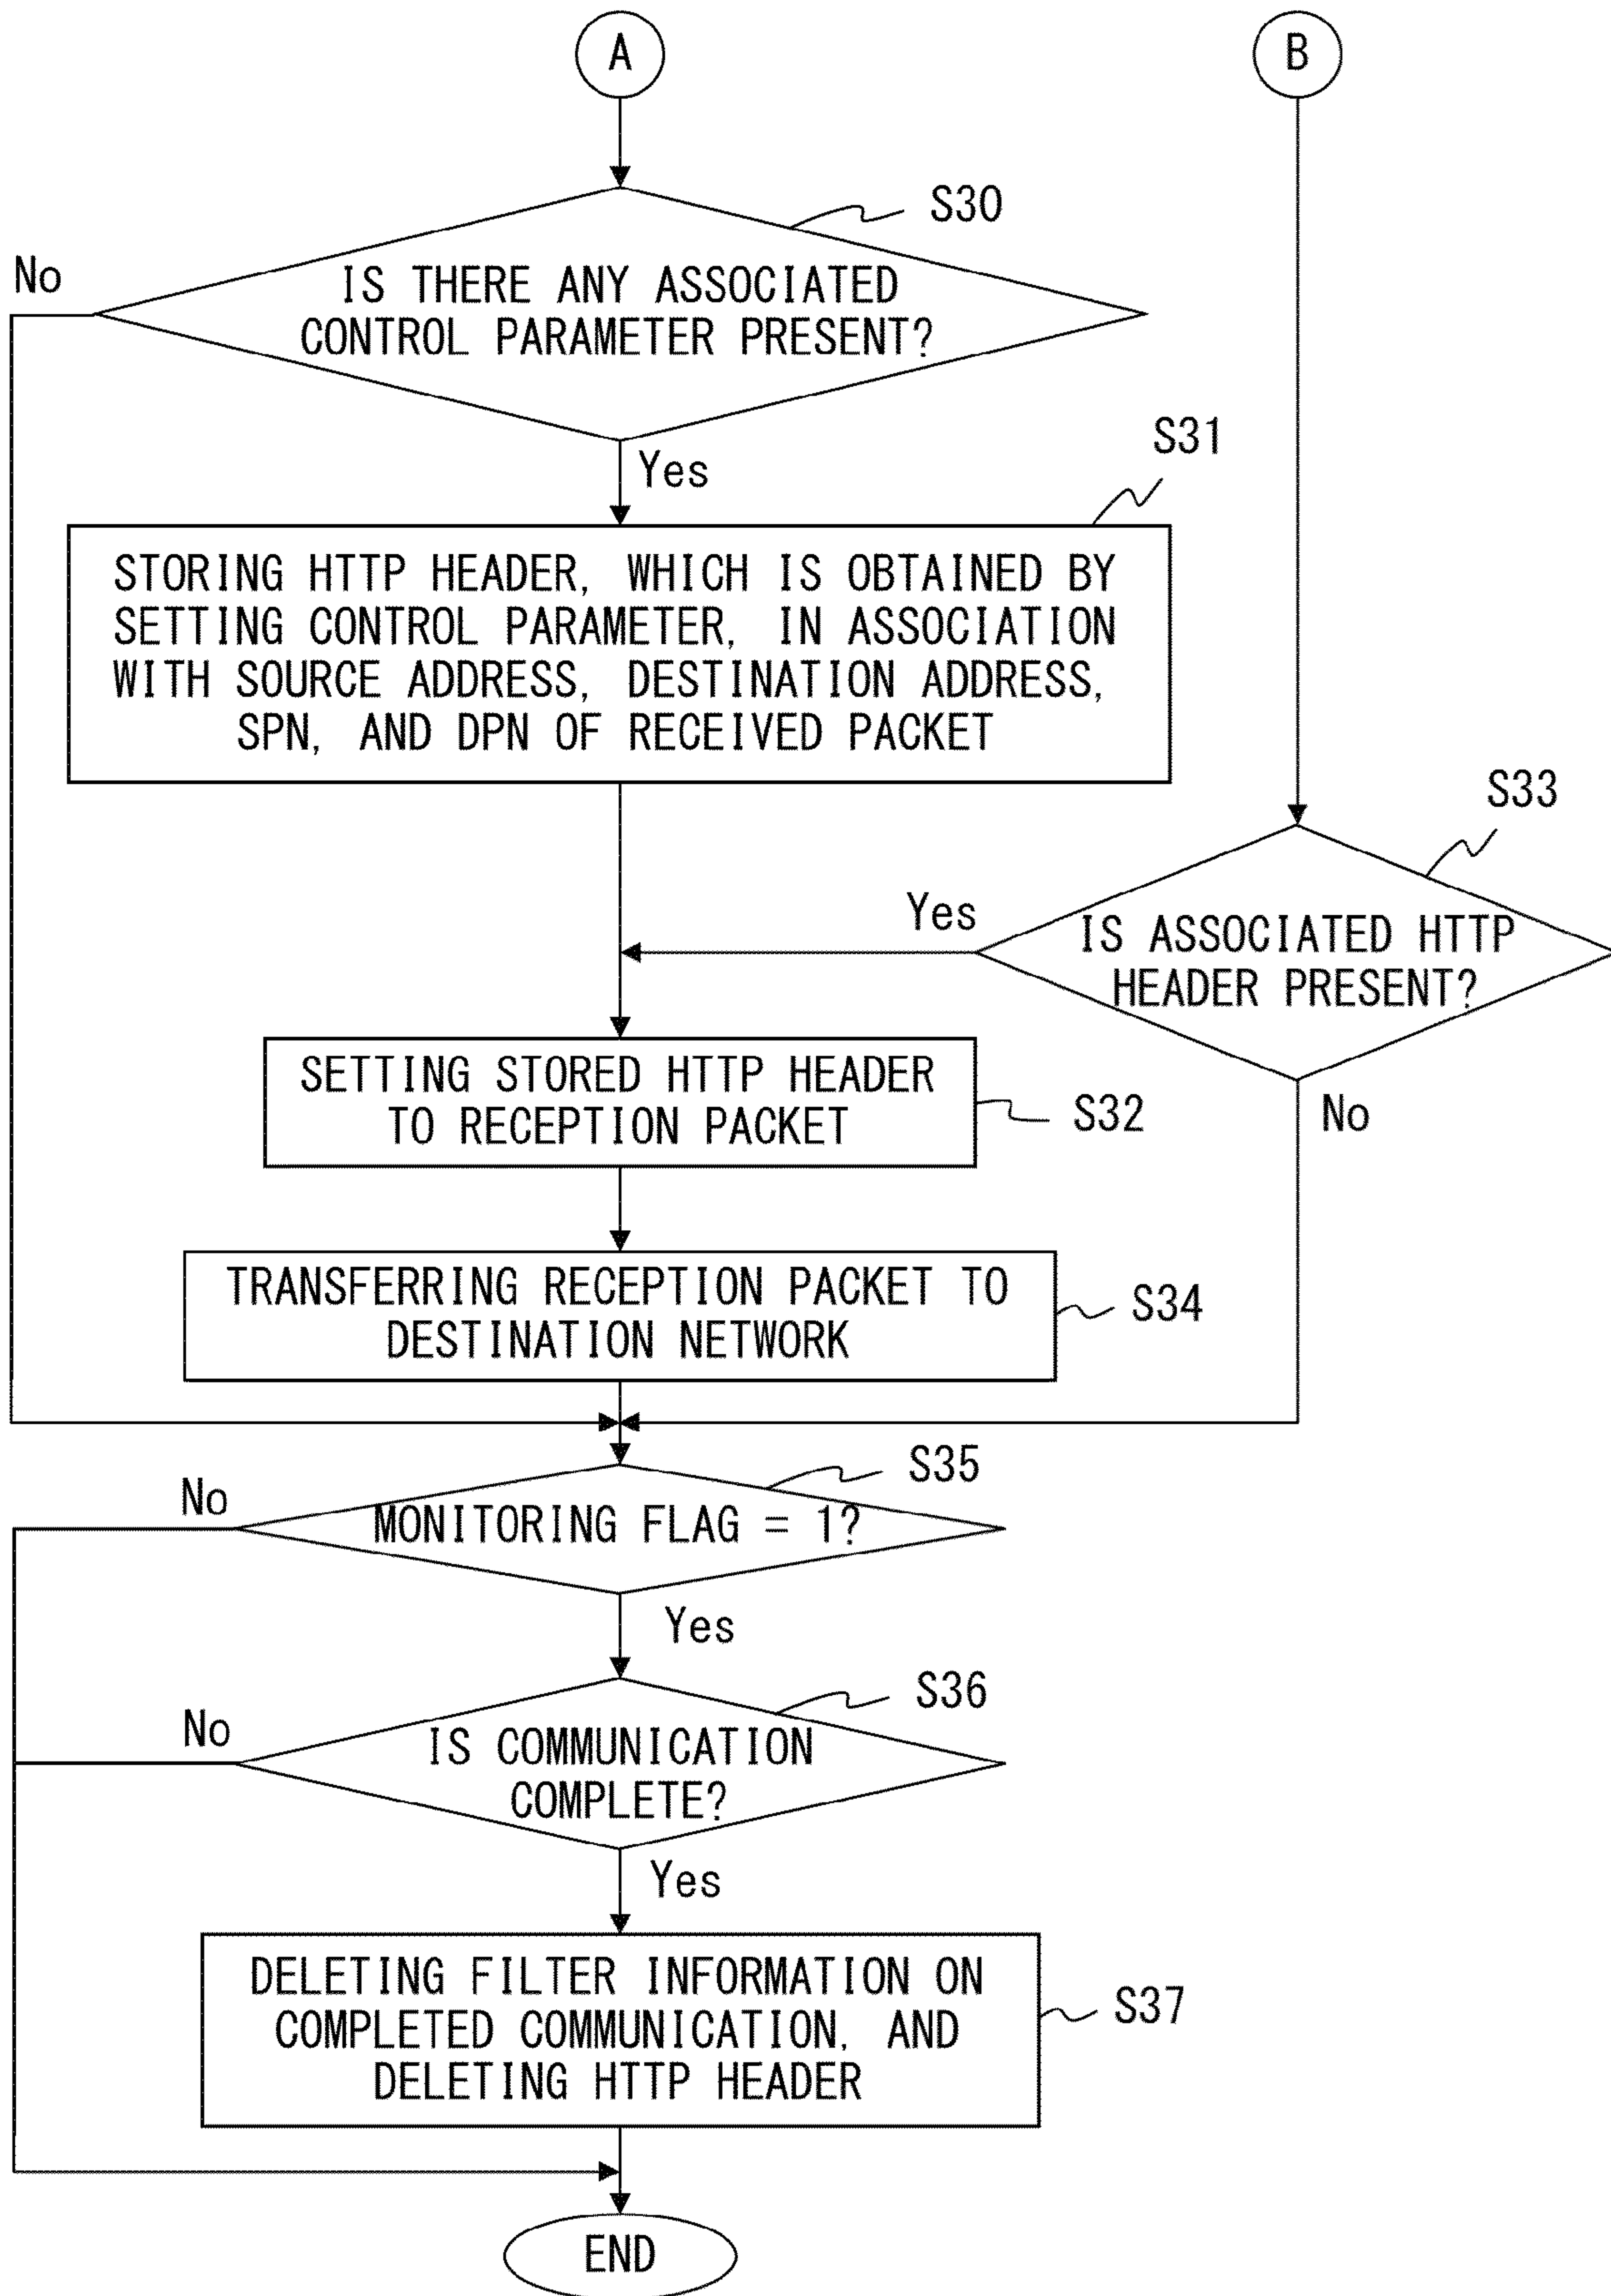 A
B
S30
No
IS THERE ANY ASSOCIATED
CONTROL PARAMETER PRESENT?
Yes
S31
STORING HTTP HEADER, WHICH IS OBTAINED BY
SETTING CONTROL PARAMETER, IN ASSOCIATION
WITH SOURCE ADDRESS, DESTINATION ADDRESS,
SPN, AND DPN OF RECEIVED PACKET
S33
Yes
IS ASSOCIATED HTTP
HEADER PRESENT?
No
SETTING STORED HTTP HEADER
TO RECEPTION PACKET
S32
TRANSFERRING RECEPTION PACKET TO
DESTINATION NETWORK
S34
S35
No
MONITORING FLAG = 1?
Yes
S36
No
IS COMMUNICATION
COMPLETE?
Yes
DELETING FILTER INFORMATION ON
COMPLETED COMMUNICATION, AND
DELETING HTTP HEADER
S37
END